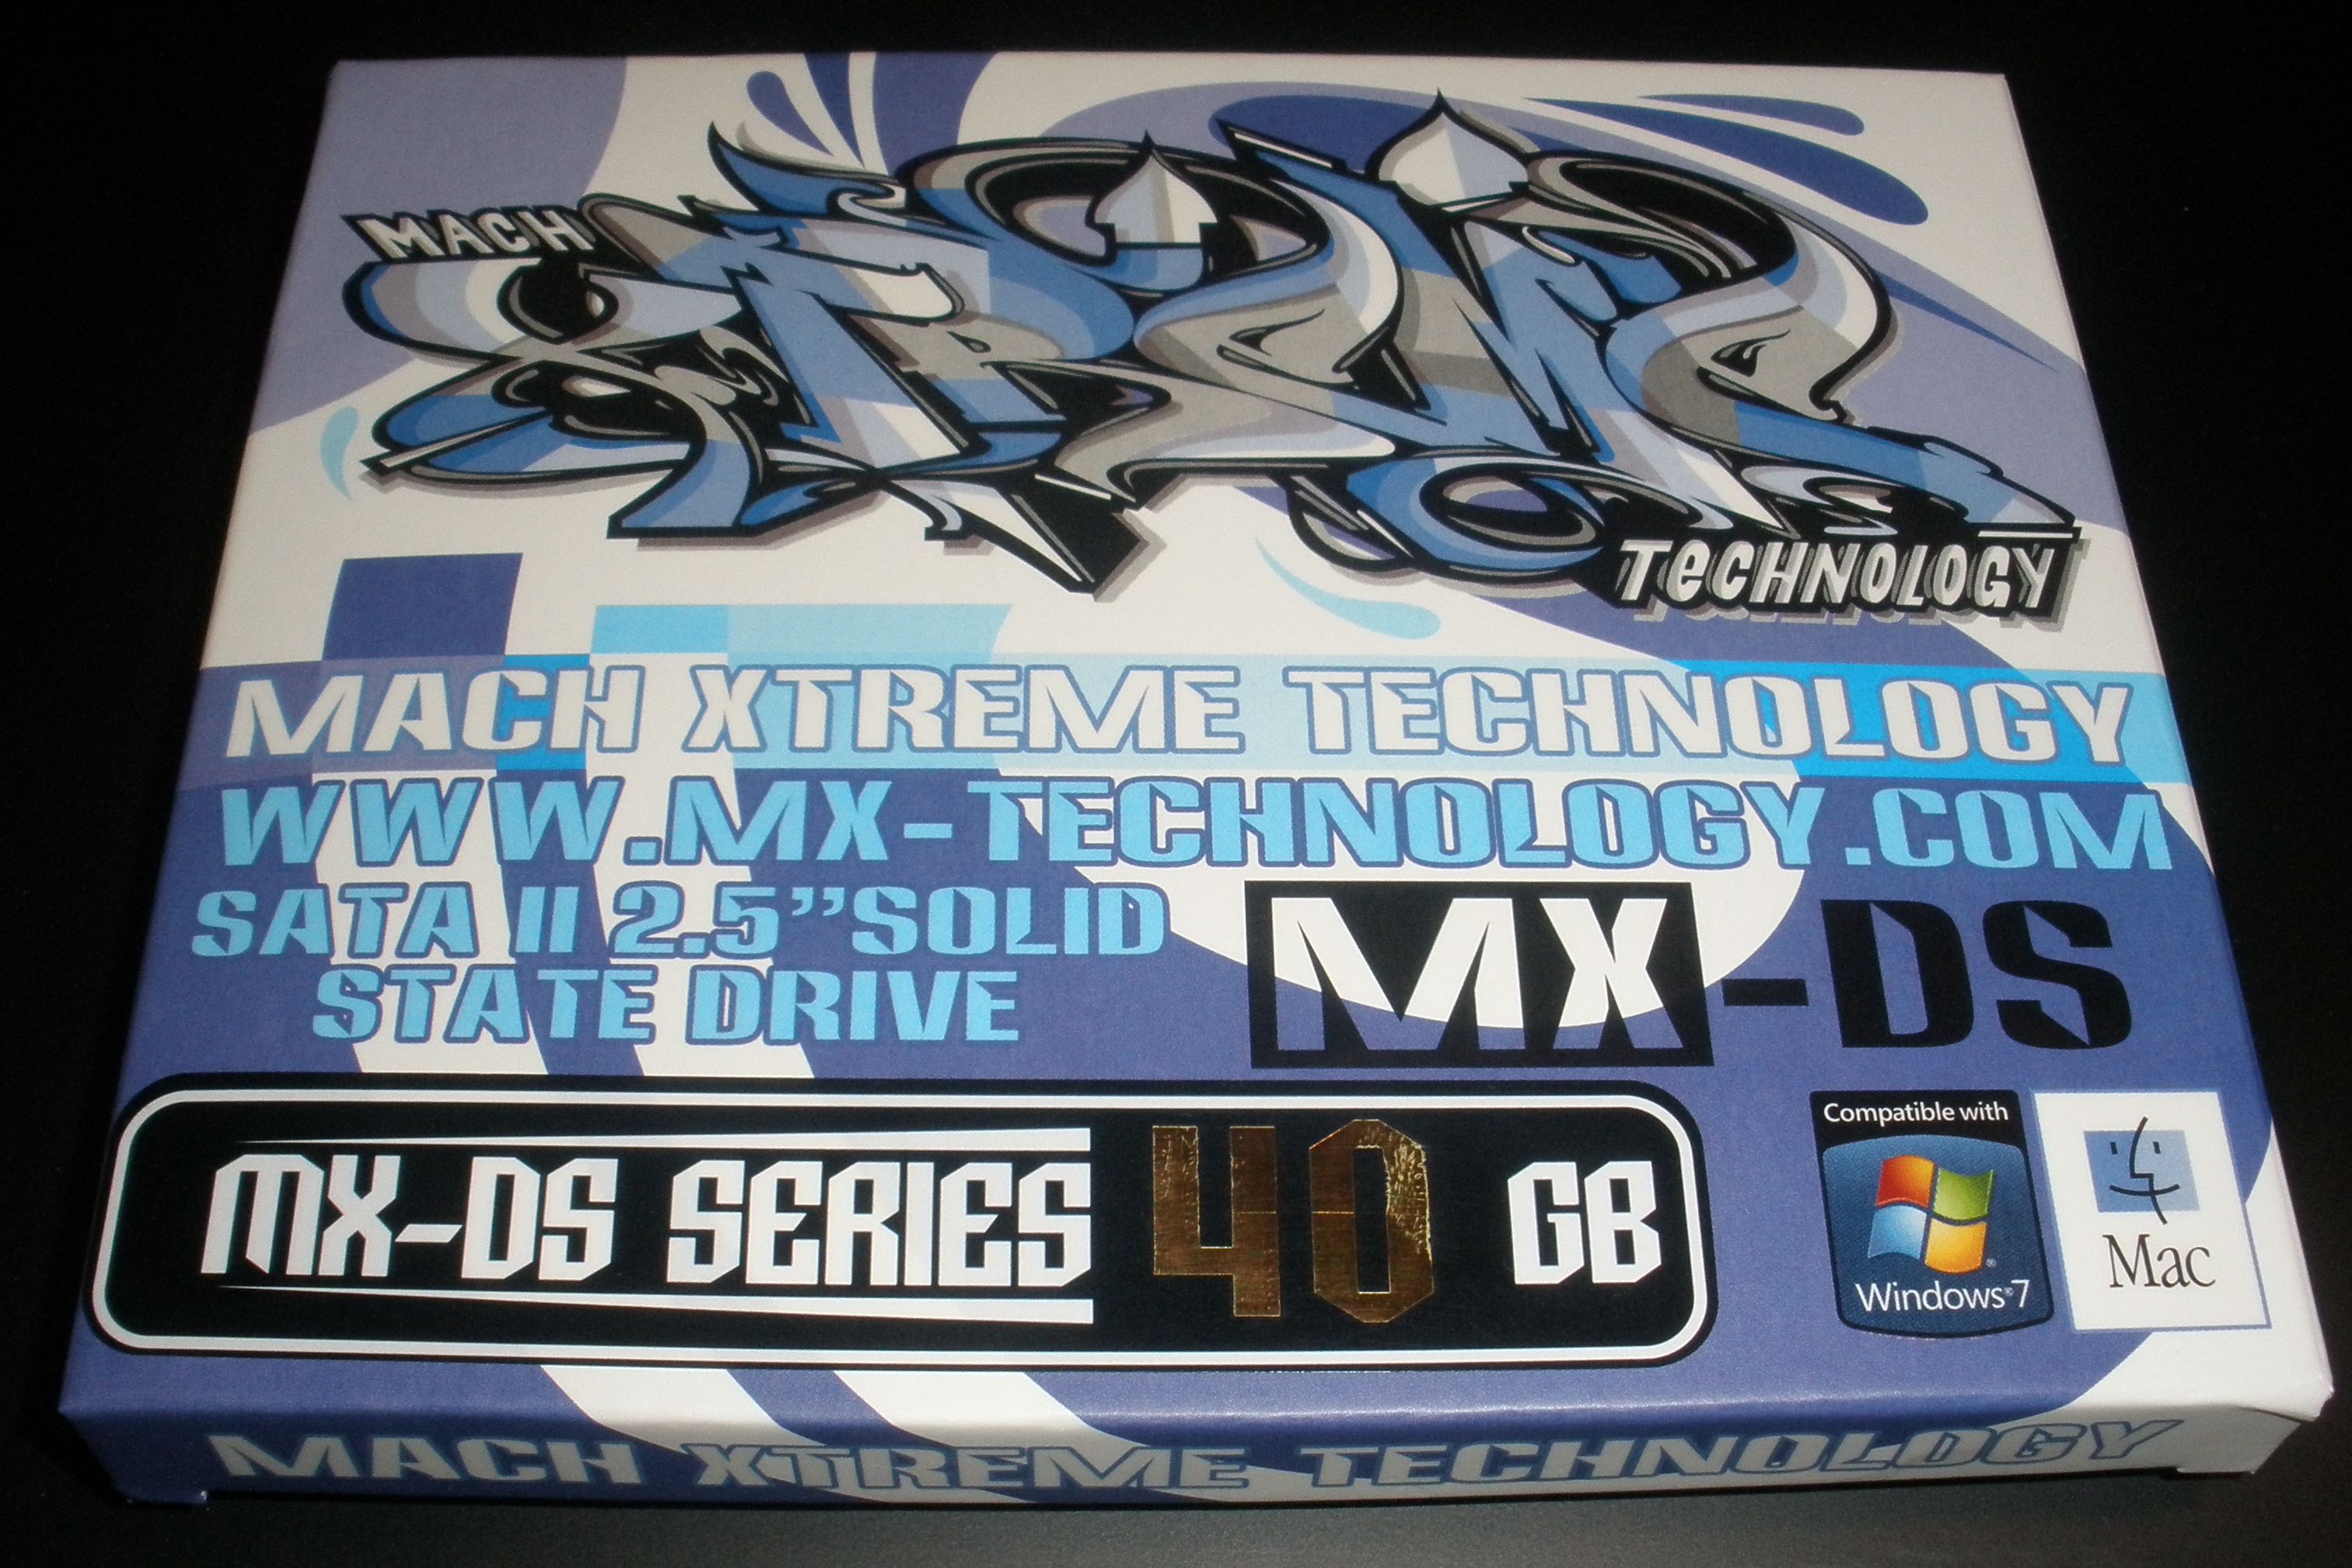 MACH
XTREME
TECHNOLOGY
MACH XTREME TECHNOLOGY
WWW.MX-TECHNOLOGY.COM
SATA II 2.5”SOLID
STATE DRIVE
MX-DS
MX-DS SERIES 40 GB
Compatible with
Windows®7
Mac
MACH XTREME TECHNOLOGY